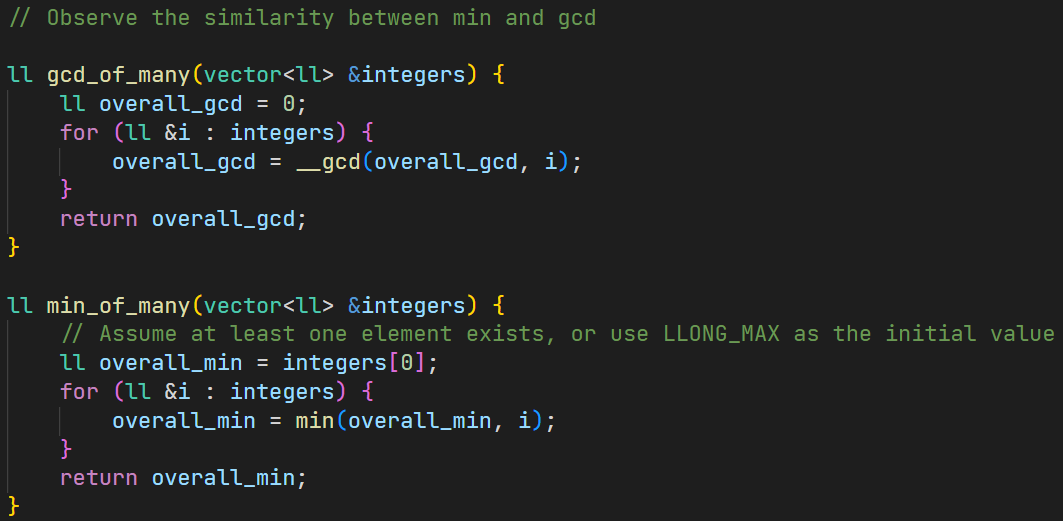 // Observe the similarity between min and gcd
ll gcd_of_many(vector<ll> &integers) {
    ll overall_gcd = 0;
    for (ll &i : integers) {
        overall_gcd = __gcd(overall_gcd, i);
    }
    return overall_gcd;
}
ll min_of_many(vector<ll> &integers) {
    // Assume at least one element exists, or use LLONG_MAX as the initial value
    ll overall_min = integers[0];
    for (ll &i : integers) {
        overall_min = min(overall_min, i);
    }
    return overall_min;
}